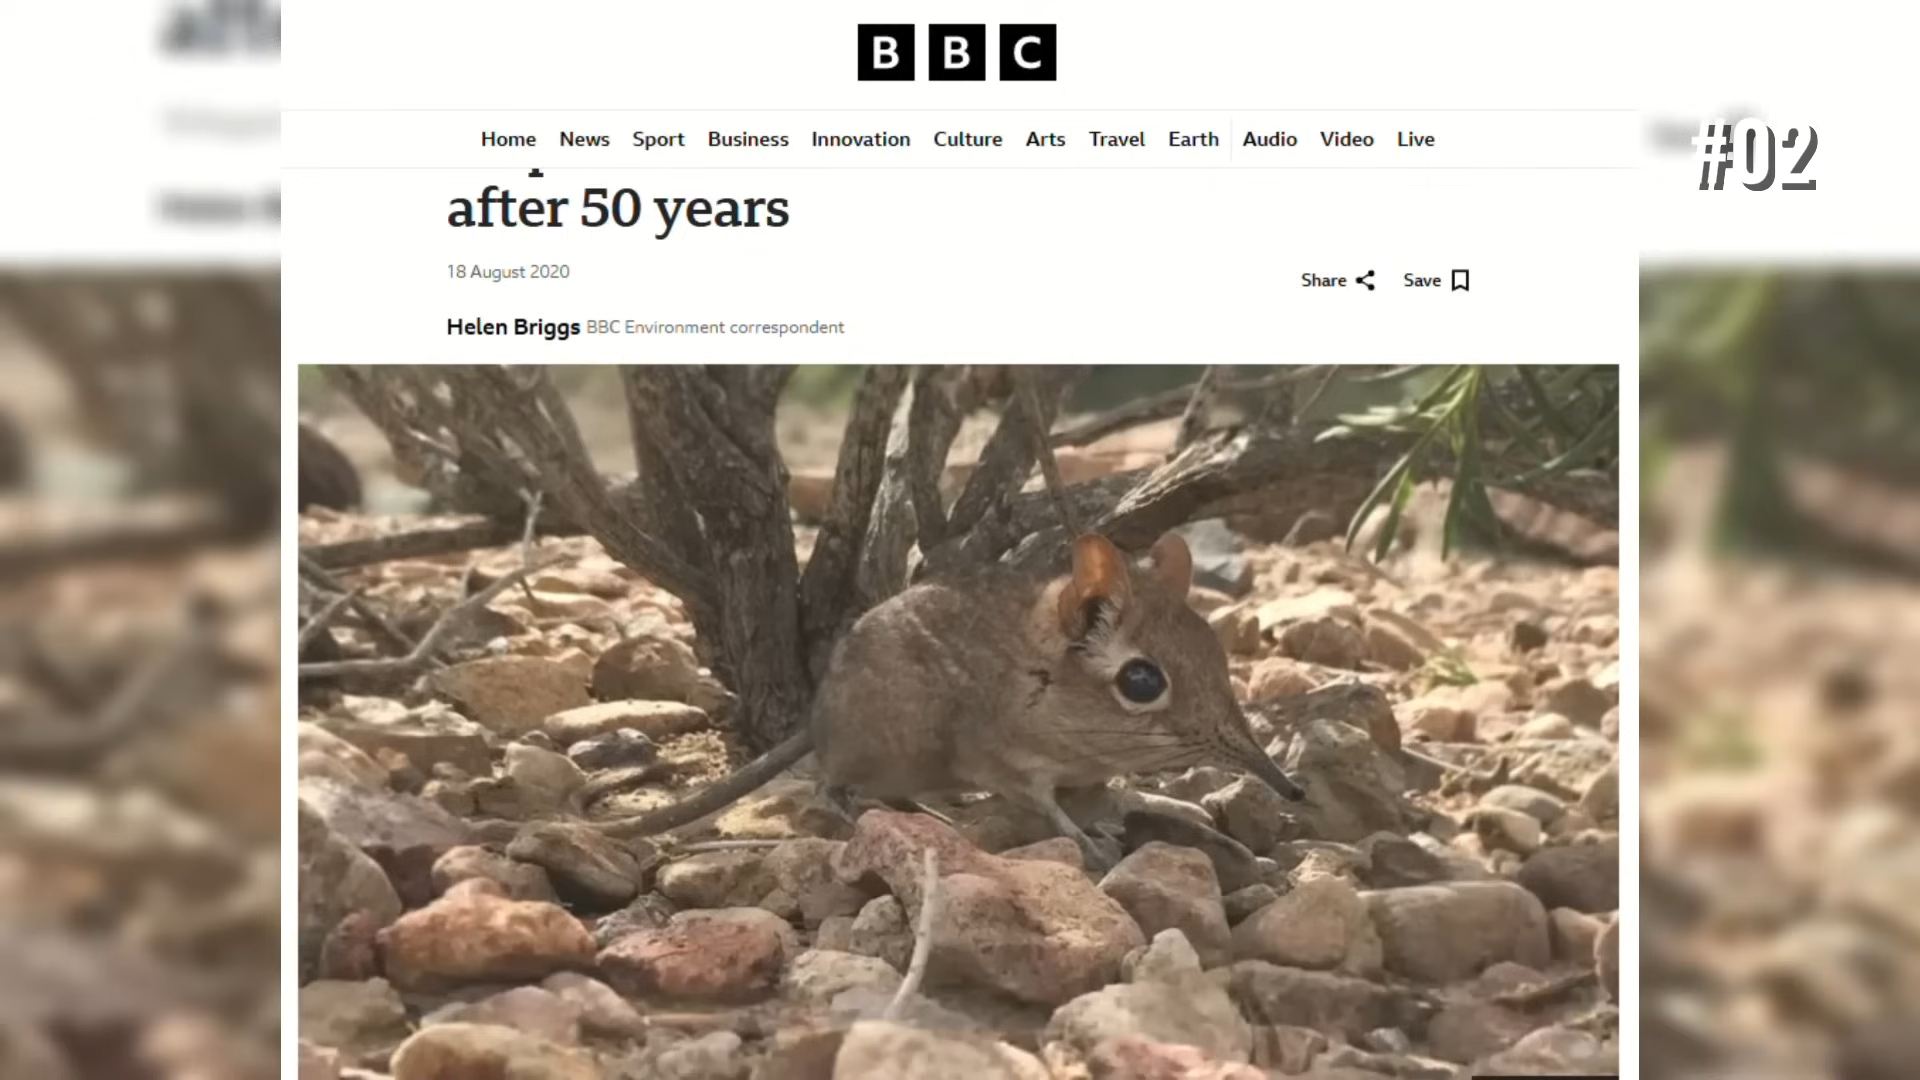 BBC
#02
Home News Sport Business Innovation Culture Arts Travel Earth Audio Video Live
after 50 years
18 August 2020
Share Save
Helen Briggs BBC Environment correspondent